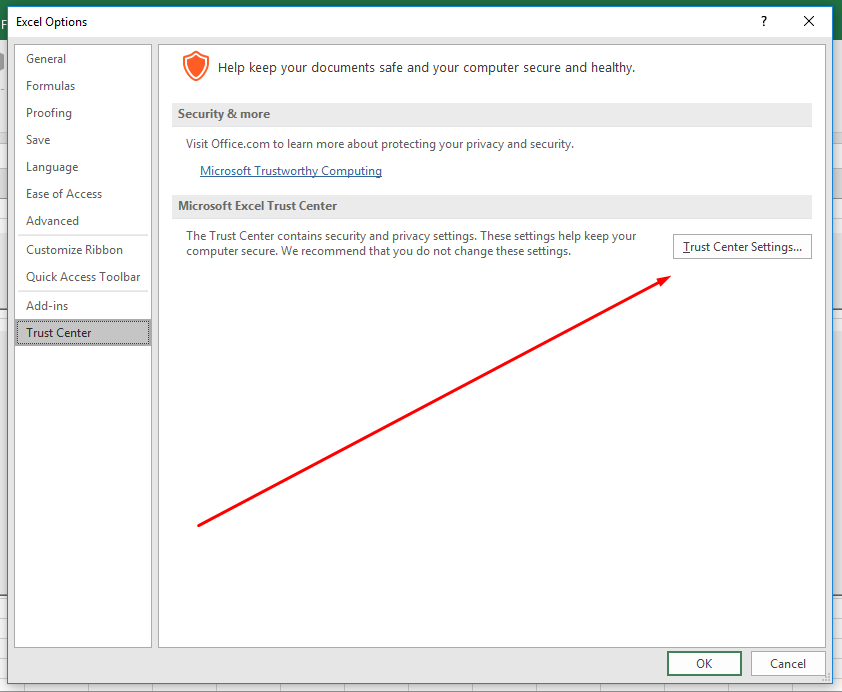 F
Excel Options
?
General
Formulas
Proofing
Save
Language
Ease of Access
Advanced
Customize Ribbon
Quick Access Toolbar
Add-ins
Trust Center
Help keep your documents safe and your computer secure and healthy.
Security & more
Visit Office.com to learn more about protecting your privacy and security.
Microsoft Trustworthy Computing
Microsoft Excel Trust Center
The Trust Center contains security and privacy settings. These settings help keep your
computer secure. We recommend that you do not change these settings.
Trust Center Settings...
OK
Cancel